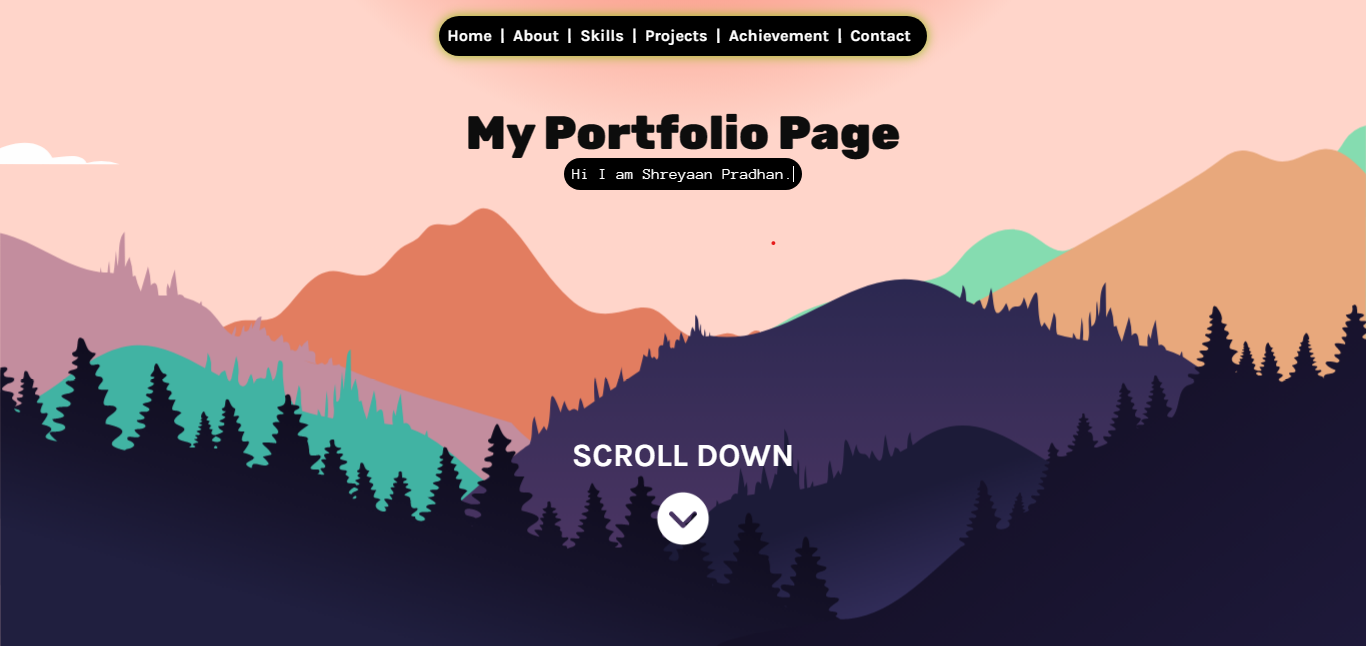 Home | About | Skills | Projects | Achievement | Contact
My Portfolio Page
Hi I am Shreyaan Pradhan.
SCROLL DOWN